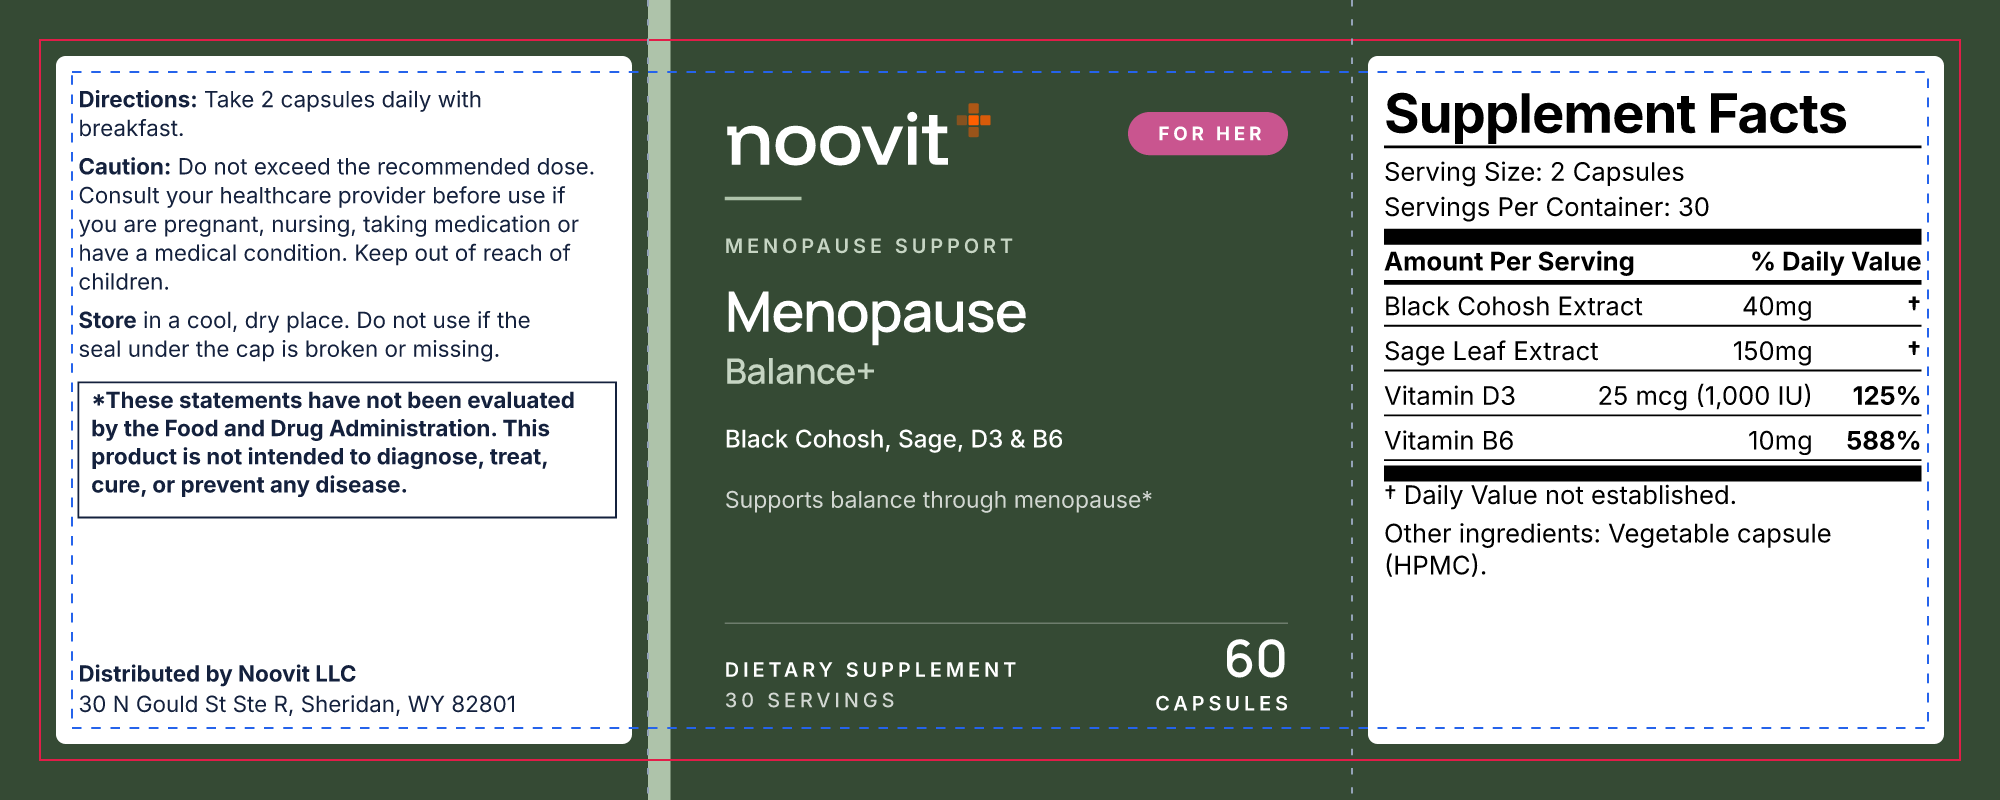 Directions: Take 2 capsules daily with
breakfast.
Caution: Do not exceed the recommended dose.
Consult your healthcare provider before use if
you are pregnant, nursing, taking medication or
have a medical condition. Keep out of reach of
children.
Store in a cool, dry place. Do not use if the
seal under the cap is broken or missing.
*These statements have not been evaluated
by the Food and Drug Administration. This
product is not intended to diagnose, treat,
cure, or prevent any disease.
Distributed by Noovit LLC
30 N Gould St Ste R, Sheridan, WY 82801
noovit
FOR HER
MENOPAUSE SUPPORT
Menopause
Balance+
Black Cohosh, Sage, D3 & B6
Supports balance through menopause*
DIETARY SUPPLEMENT
30 SERVINGS
60
CAPSULES
Supplement Facts
Serving Size: 2 Capsules
Servings Per Container: 30
Amount Per Serving % Daily Value
Black Cohosh Extract 40mg †
Sage Leaf Extract 150mg †
Vitamin D3 25 mcg (1,000 IU) 125%
Vitamin B6 10mg 588%
† Daily Value not established.
Other ingredients: Vegetable capsule
(HPMC).